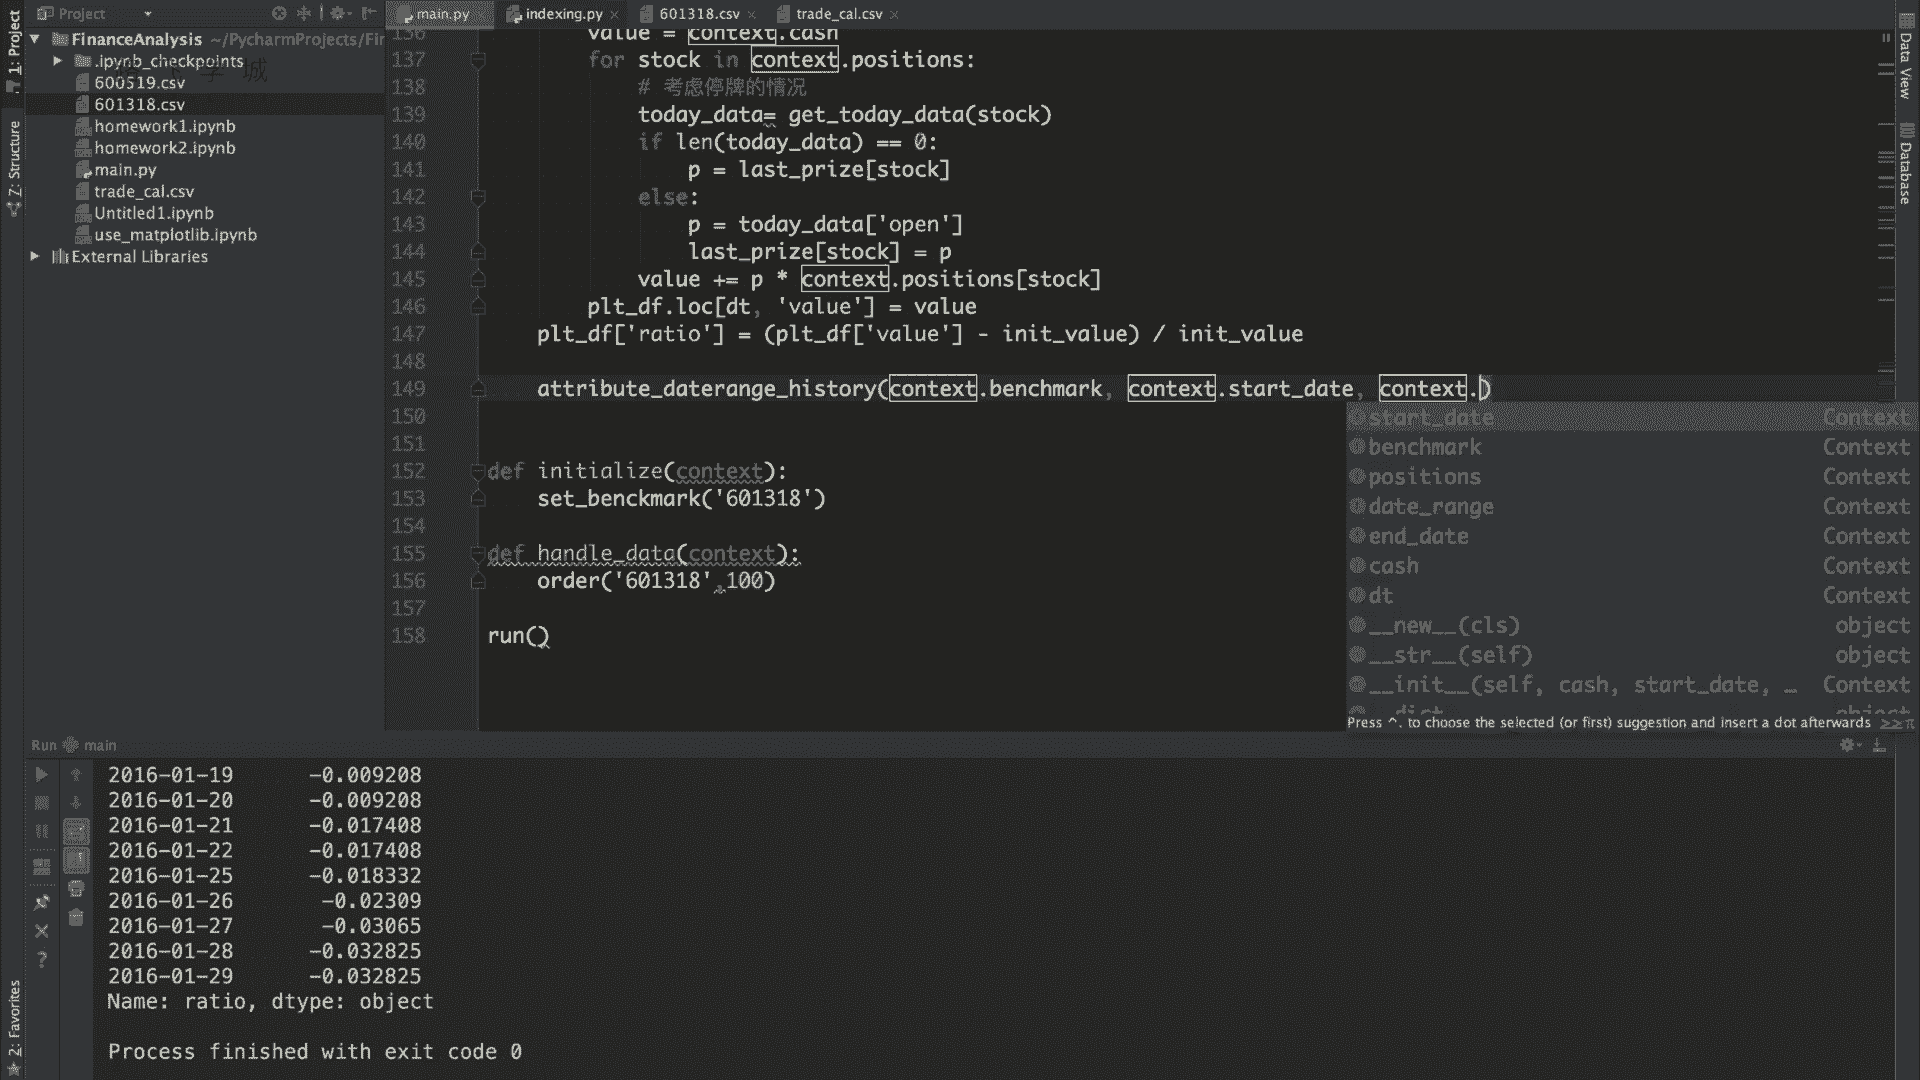 Project
main.py
indexing.py
601318.csv
trade_cal.csv
1: Project
Z: Structure
2: Favorites
FinanceAnalysis ~/PycharmProjects/Fir
.ipynb_checkpoints
600519.csv
601318.csv
homework1.ipynb
homework2.ipynb
main.py
trade_cal.csv
Untitled1.ipynb
use_matplotlib.ipynb
External Libraries
136 value = context.cash
137 for stock in context.positions:
138 # 考虑停牌的情况
139 today_data= get_today_data(stock)
140 if len(today_data) == 0:
141 p = last_prize[stock]
142 else:
143 p = today_data['open']
144 last_prize[stock] = p
145 value += p * context.positions[stock]
146 plt_df.loc[dt, 'value'] = value
147 plt_df['ratio'] = (plt_df['value'] - init_value) / init_value
148
149 attribute_daterange_history(context.benchmark, context.start_date, context.)
150
151
152 def initialize(context):
153 set_benckmark('601318')
154
155 def handle_data(context):
156 order('601318',100)
157
158 run()
start_date Context
benchmark Context
positions Context
date_range Context
end_date Context
cash Context
dt Context
__new__(cls) object
__str__(self) object
__init__(self, cash, start_date, … Context
__dict__ object
Press ^. to choose the selected (or first) suggestion and insert a dot afterwards >> π
Data View
Database
Run main
2016-01-19 -0.009208
2016-01-20 -0.009208
2016-01-21 -0.017408
2016-01-22 -0.017408
2016-01-25 -0.018332
2016-01-26 -0.02309
2016-01-27 -0.03065
2016-01-28 -0.032825
2016-01-29 -0.032825
Name: ratio, dtype: object
Process finished with exit code 0